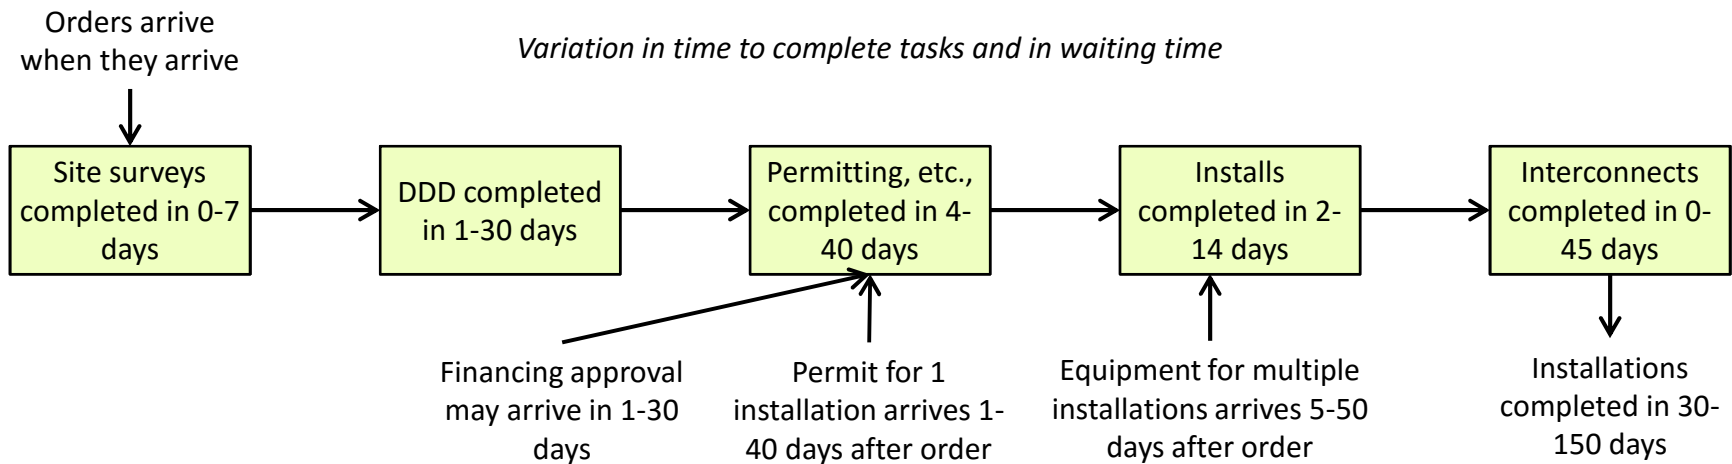 Orders arrive
when they arrive
Variation in time to complete tasks and in waiting time
Site surveys
completed in 0-7
days
DDD completed
in 1-30 days
Permitting, etc.,
completed in 4-
40 days
Installs
completed in 2-
14 days
Interconnects
completed in 0-
45 days
Financing approval
may arrive in 1-30
days
Permit for 1
installation arrives 1-
40 days after order
Equipment for multiple
installations arrives 5-50
days after order
Installations
completed in 30-
150 days